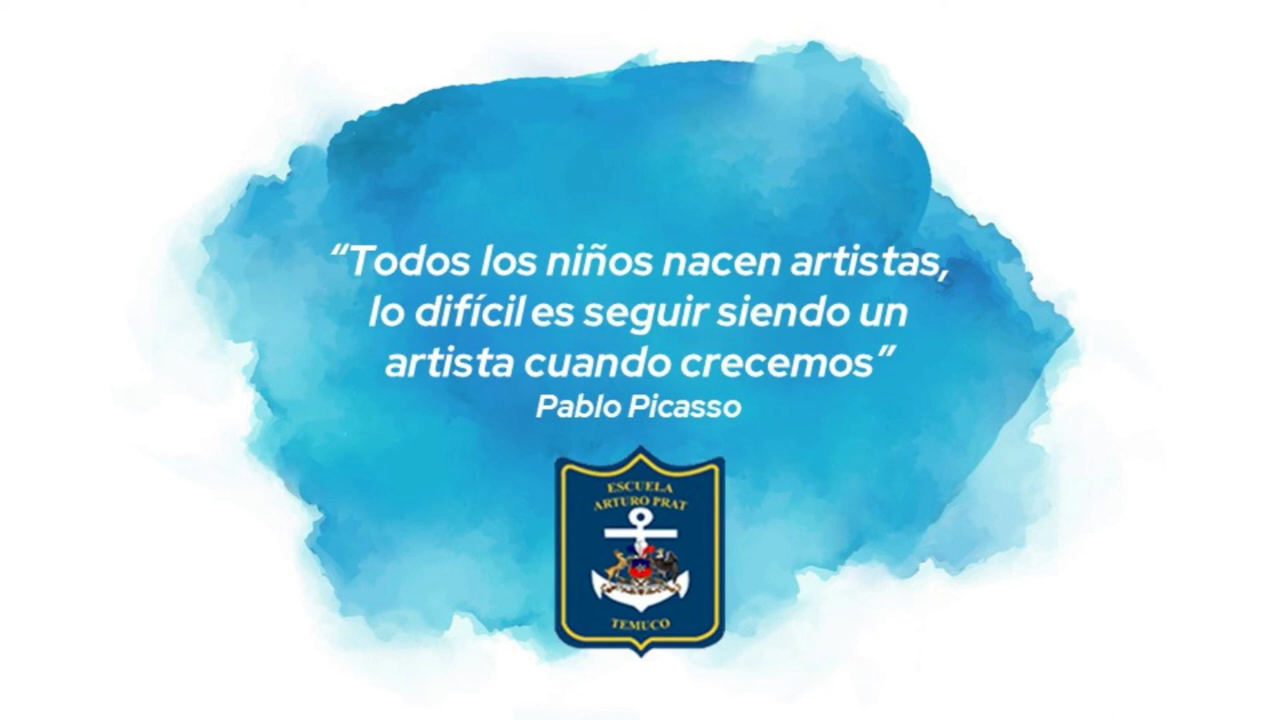 “Todos los niños nacen artistas,
lo difícil es seguir siendo un
artista cuando crecemos”
Pablo Picasso
ESCUELA
ARTURO PRAT
TEMUCO